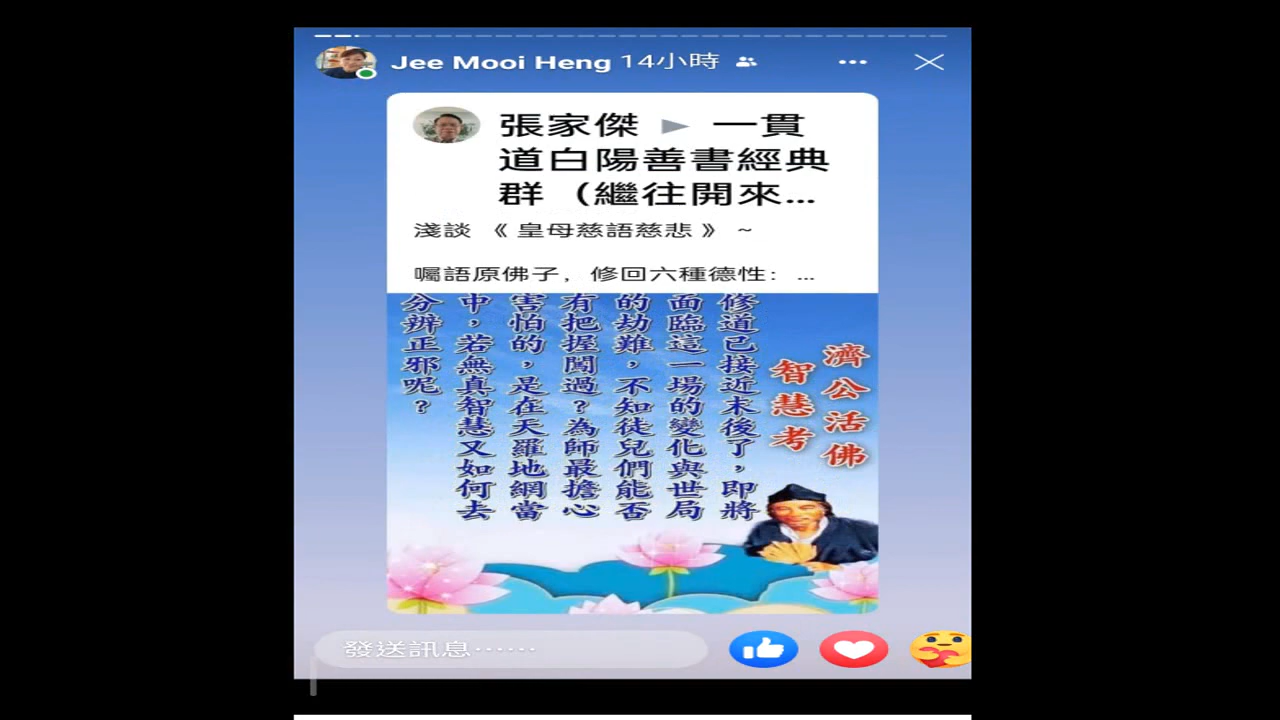 Jee Mooi Heng 14小時
張家傑 ▶ 一貫
道白陽善書經典
群（繼往開來...
淺談 《 皇母慈語慈悲 》 ~
囑語原佛子，修回六種德性：...
濟公活佛
智慧考
修道已接近末後了，即將
面臨這一場的變化與世局
的劫難，不知徒兒們能否
有把握闖過？為師最擔心
害怕的，是在天羅地網當
中，若無真智慧又如何去
分辨正邪呢？
發送訊息……